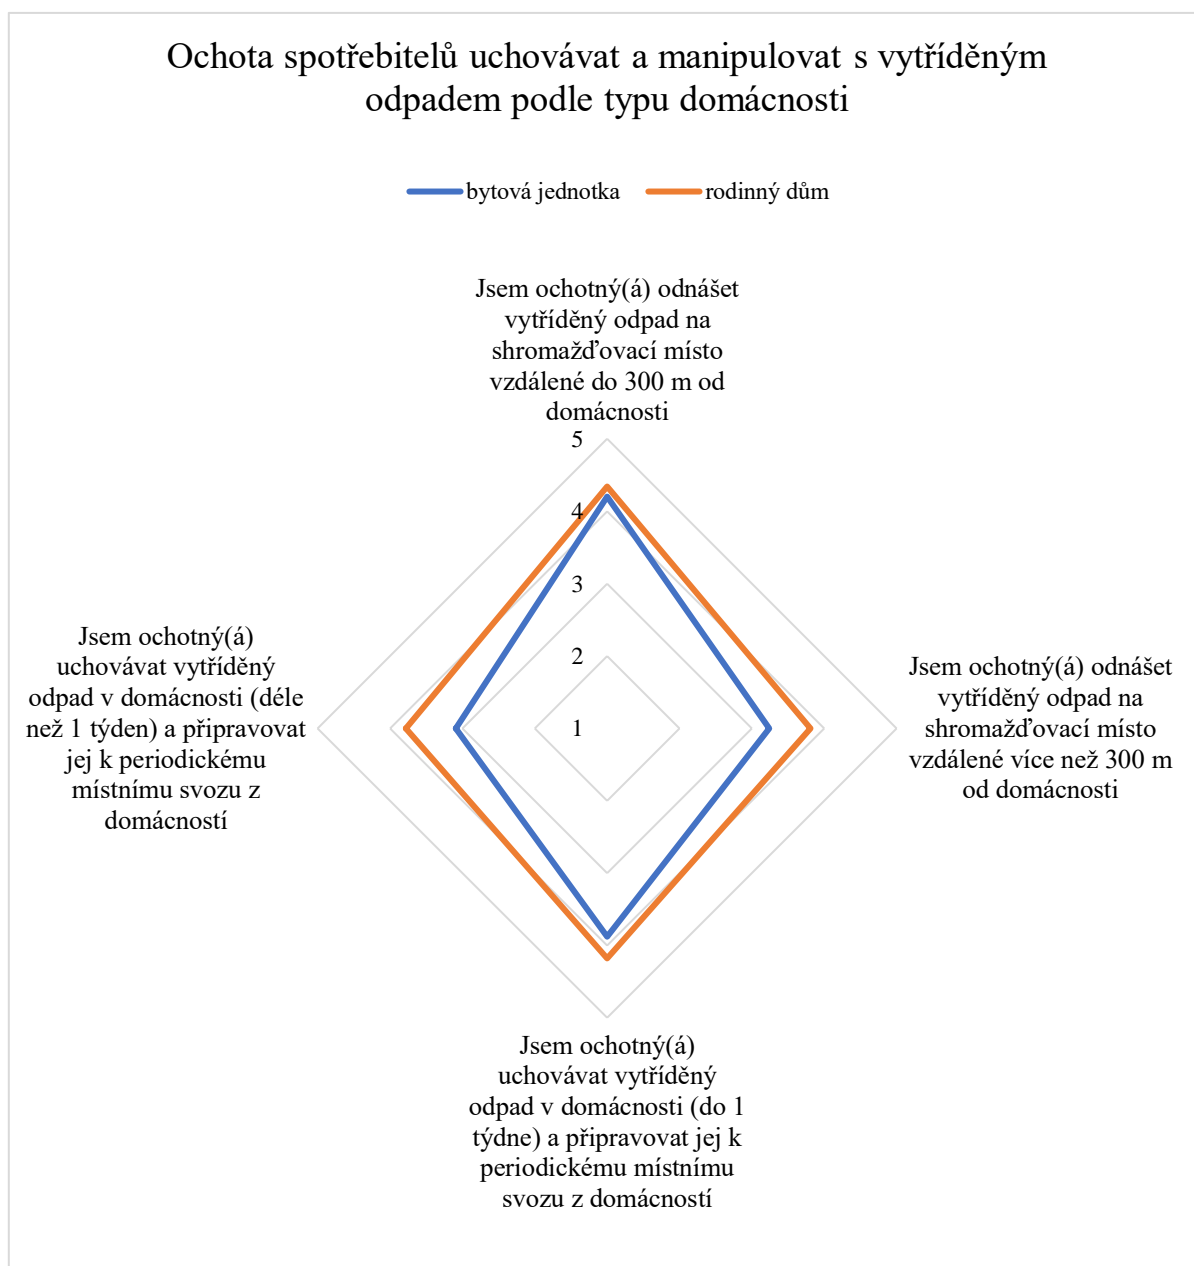 Ochota spotřebitelů uchovávat a manipulovat s vytříděným
odpadem podle typu domácnosti
bytová jednotka
rodinný dům
Jsem ochotný(á) odnášet
vytříděný odpad na
shromažďovací místo
vzdálené do 300 m od
domácnosti
5
4
3
2
1
Jsem ochotný(á) odnášet
vytříděný odpad na
shromažďovací místo
vzdálené více než 300 m
od domácnosti
Jsem ochotný(á)
uchovávat vytříděný
odpad v domácnosti (do 1
týdne) a připravovat jej k
periodickému místnímu
svozu z domácností
Jsem ochotný(á)
uchovávat vytříděný
odpad v domácnosti (déle
než 1 týden) a připravovat
jej k periodickému
místnímu svozu z
domácností